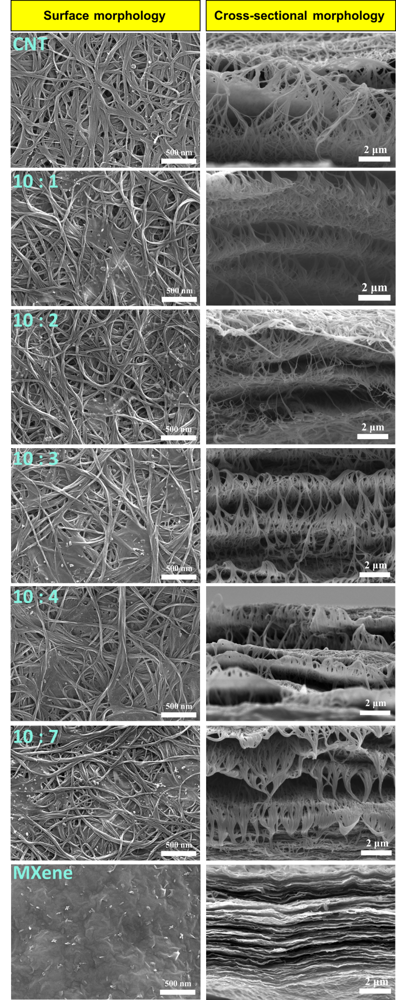 Surface morphology
Cross-sectional morphology
CNT
500 nm
2 μm
10 : 1
500 nm
2 μm
10 : 2
500 nm
2 μm
10 : 3
500 nm
2 μm
10 : 4
500 nm
2 μm
10 : 7
500 nm
2 μm
MXene
500 nm
2 μm